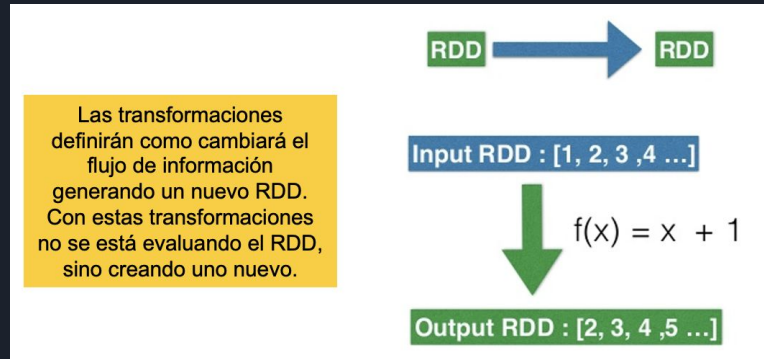 RDD RDD
Las transformaciones
definirán como cambiará el
flujo de información
generando un nuevo RDD.
Con estas transformaciones
no se está evaluando el RDD,
sino creando uno nuevo.
Input RDD : [1, 2, 3 ,4 ...]
f(x) = x + 1
Output RDD : [2, 3, 4 ,5 ...]